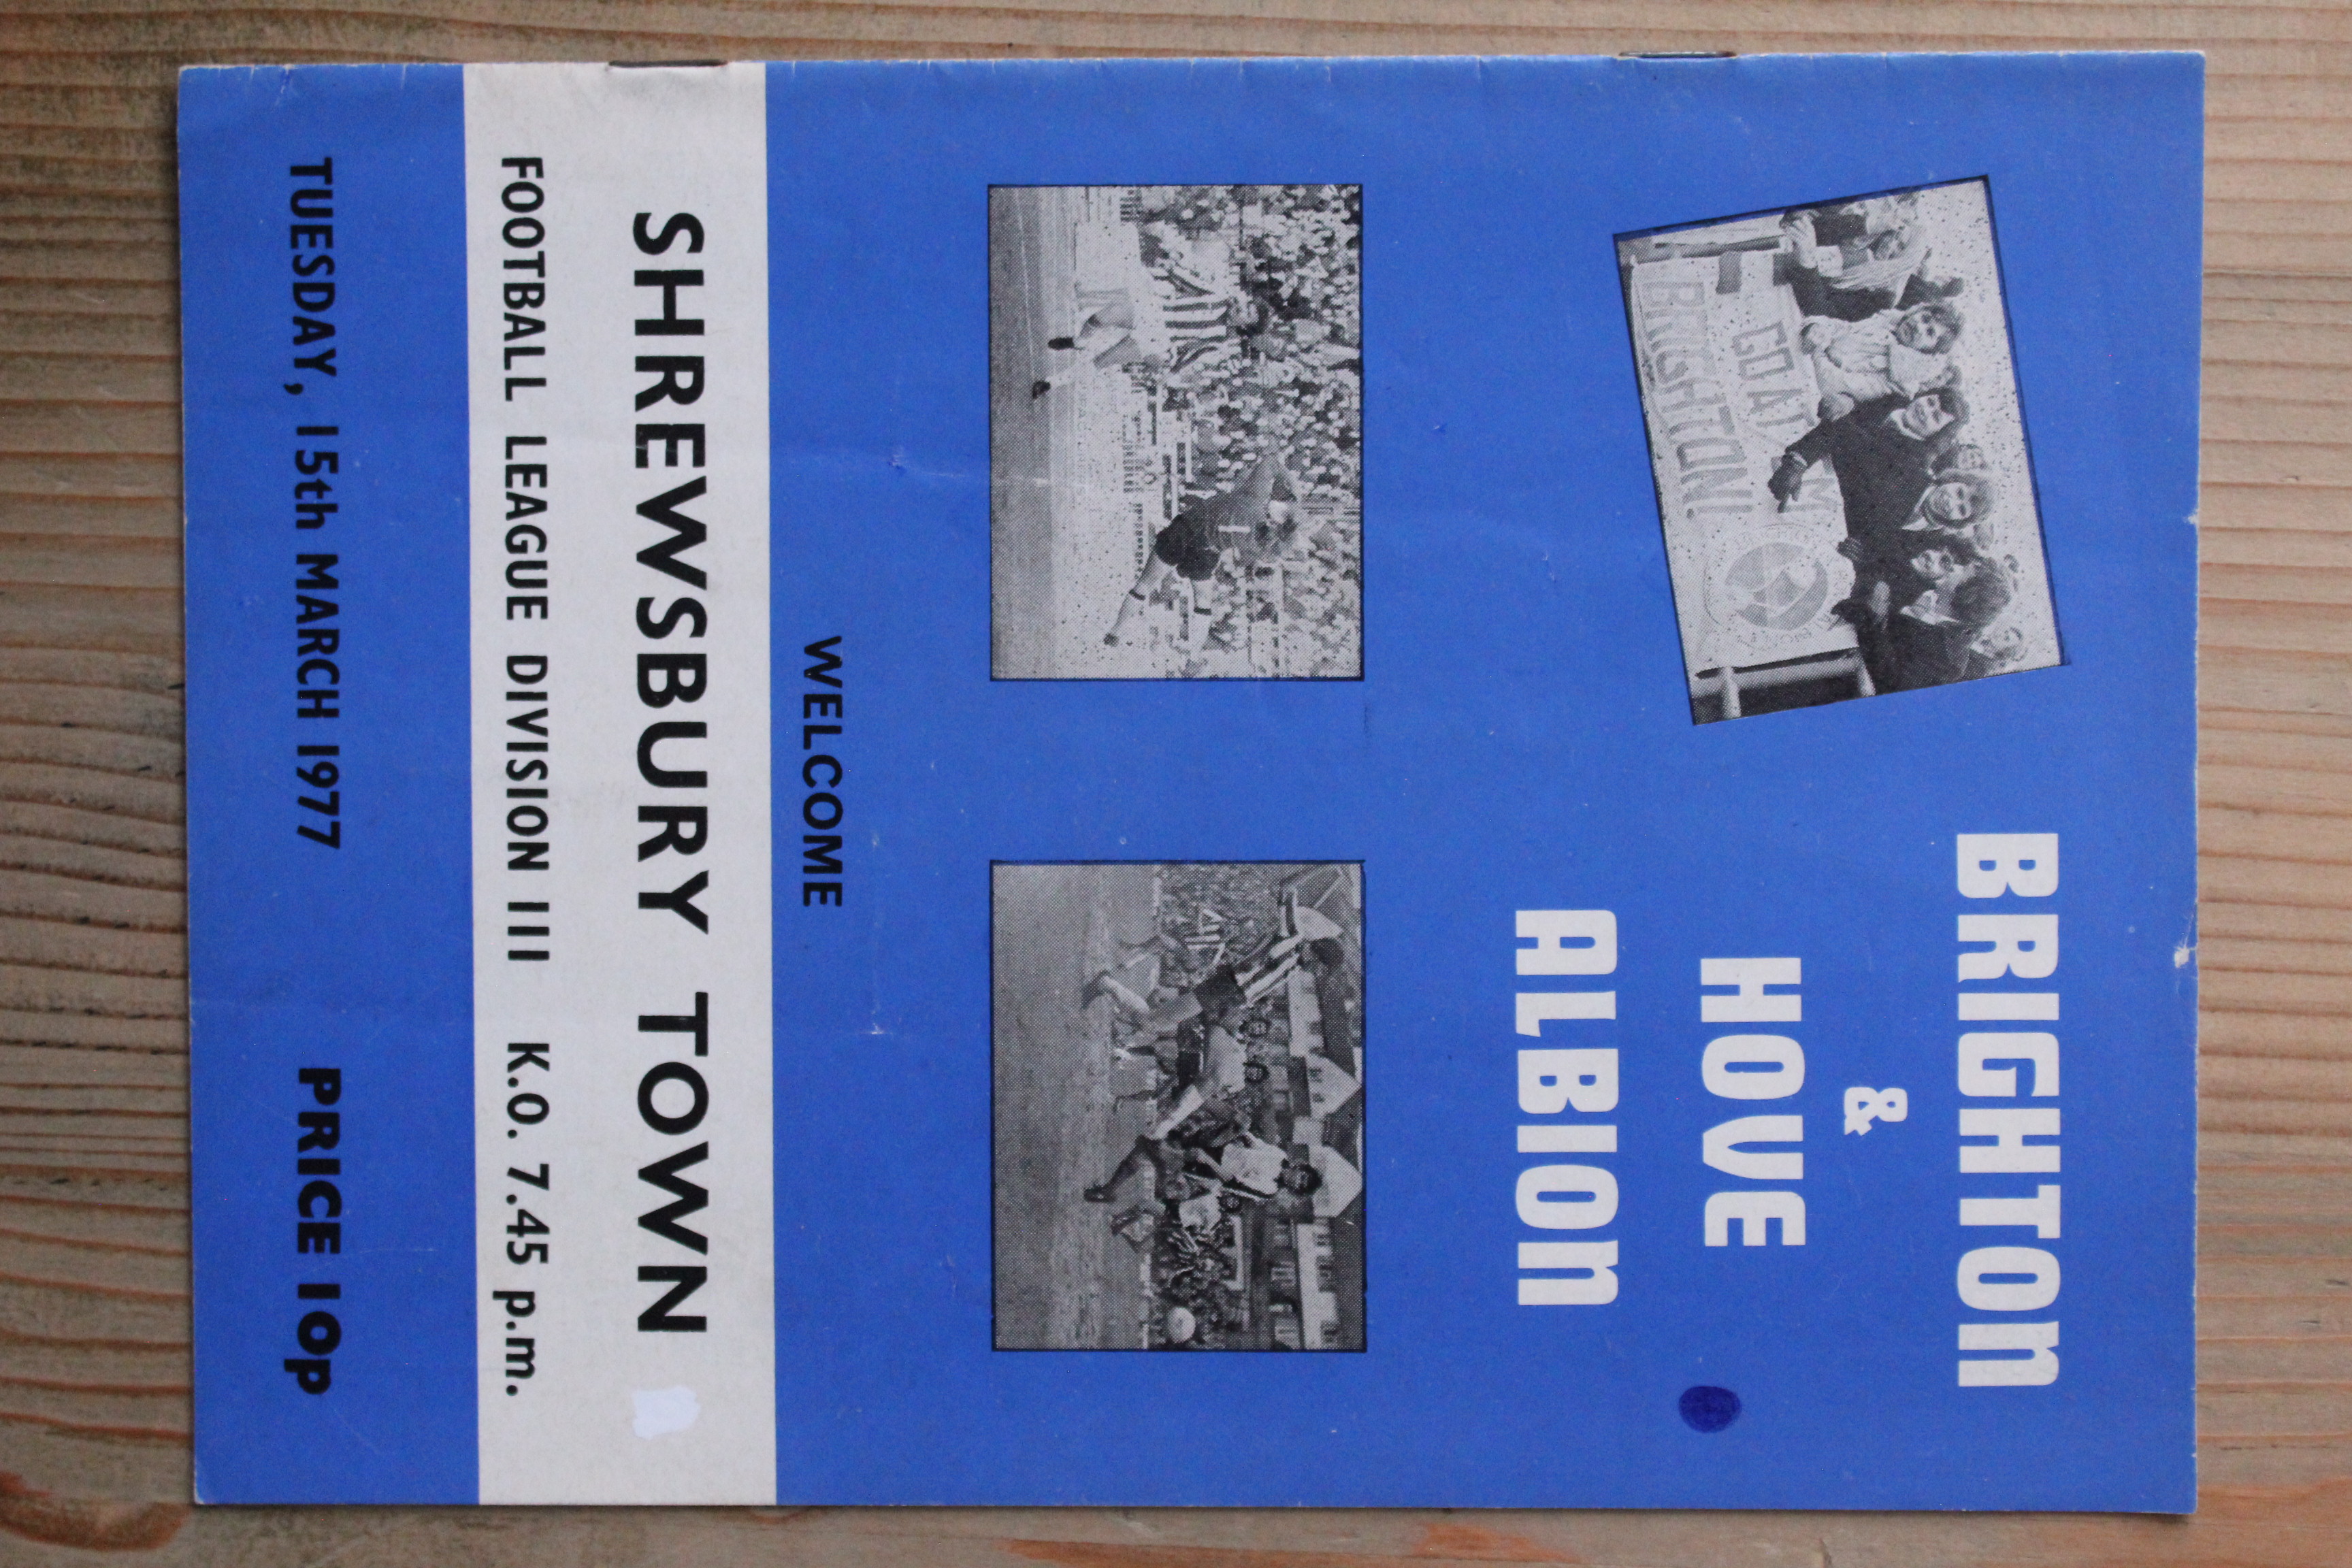 BRIGHTON
&
HOVE
ALBION
GOAL'M
BRIGHTON!
WELCOME
SHREWSBURY TOWN
FOOTBALL LEAGUE DIVISION III K.O. 7.45 p.m.
TUESDAY, 15th MARCH 1977 PRICE 10p